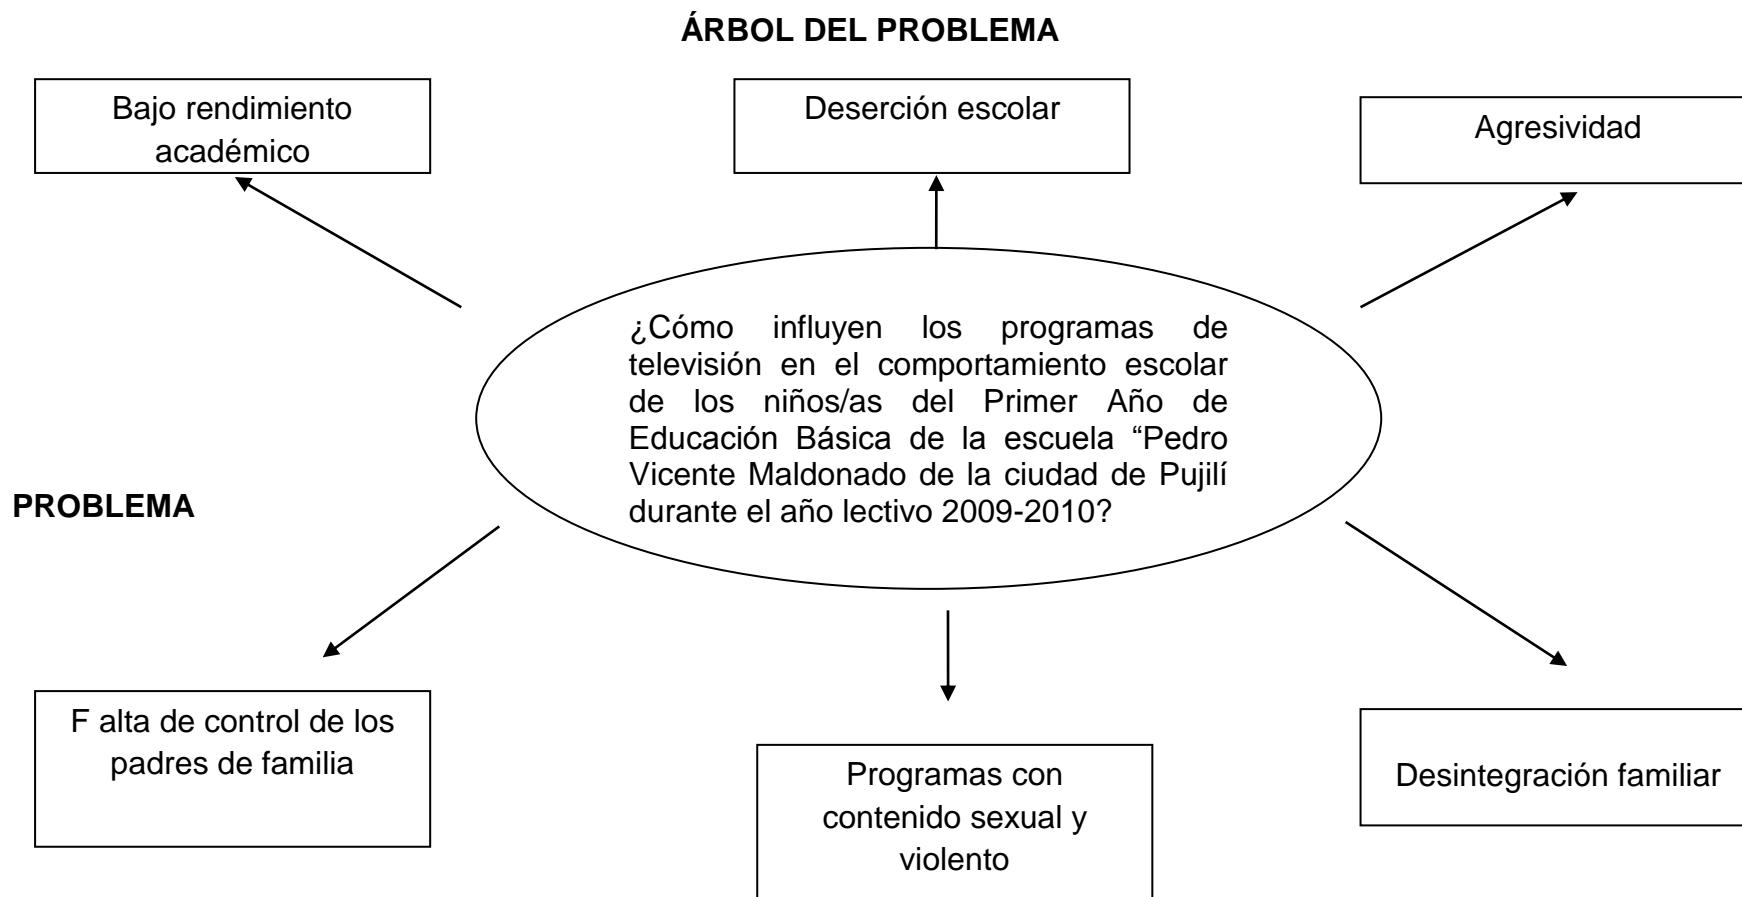 ÁRBOL DEL PROBLEMA
Bajo rendimiento
académico
Deserción escolar
Agresividad
¿Cómo influyen los programas de
televisión en el comportamiento escolar
de los niños/as del Primer Año de
Educación Básica de la escuela “Pedro
Vicente Maldonado de la ciudad de Pujilí
durante el año lectivo 2009-2010?
PROBLEMA
F alta de control de los
padres de familia
Programas con
contenido sexual y
violento
Desintegración familiar